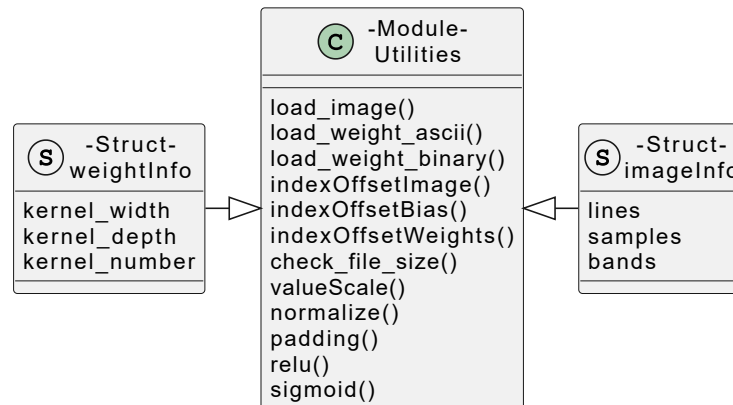 C
-Module-
Utilities
load_image()
load_weight_ascii()
load_weight_binary()
indexOffsetImage()
indexOffsetBias()
indexOffsetWeights()
check_file_size()
valueScale()
normalize()
padding()
relu()
sigmoid()
S
-Struct-
weightInfo
kernel_width
kernel_depth
kernel_number
S
-Struct-
imageInfo
lines
samples
bands